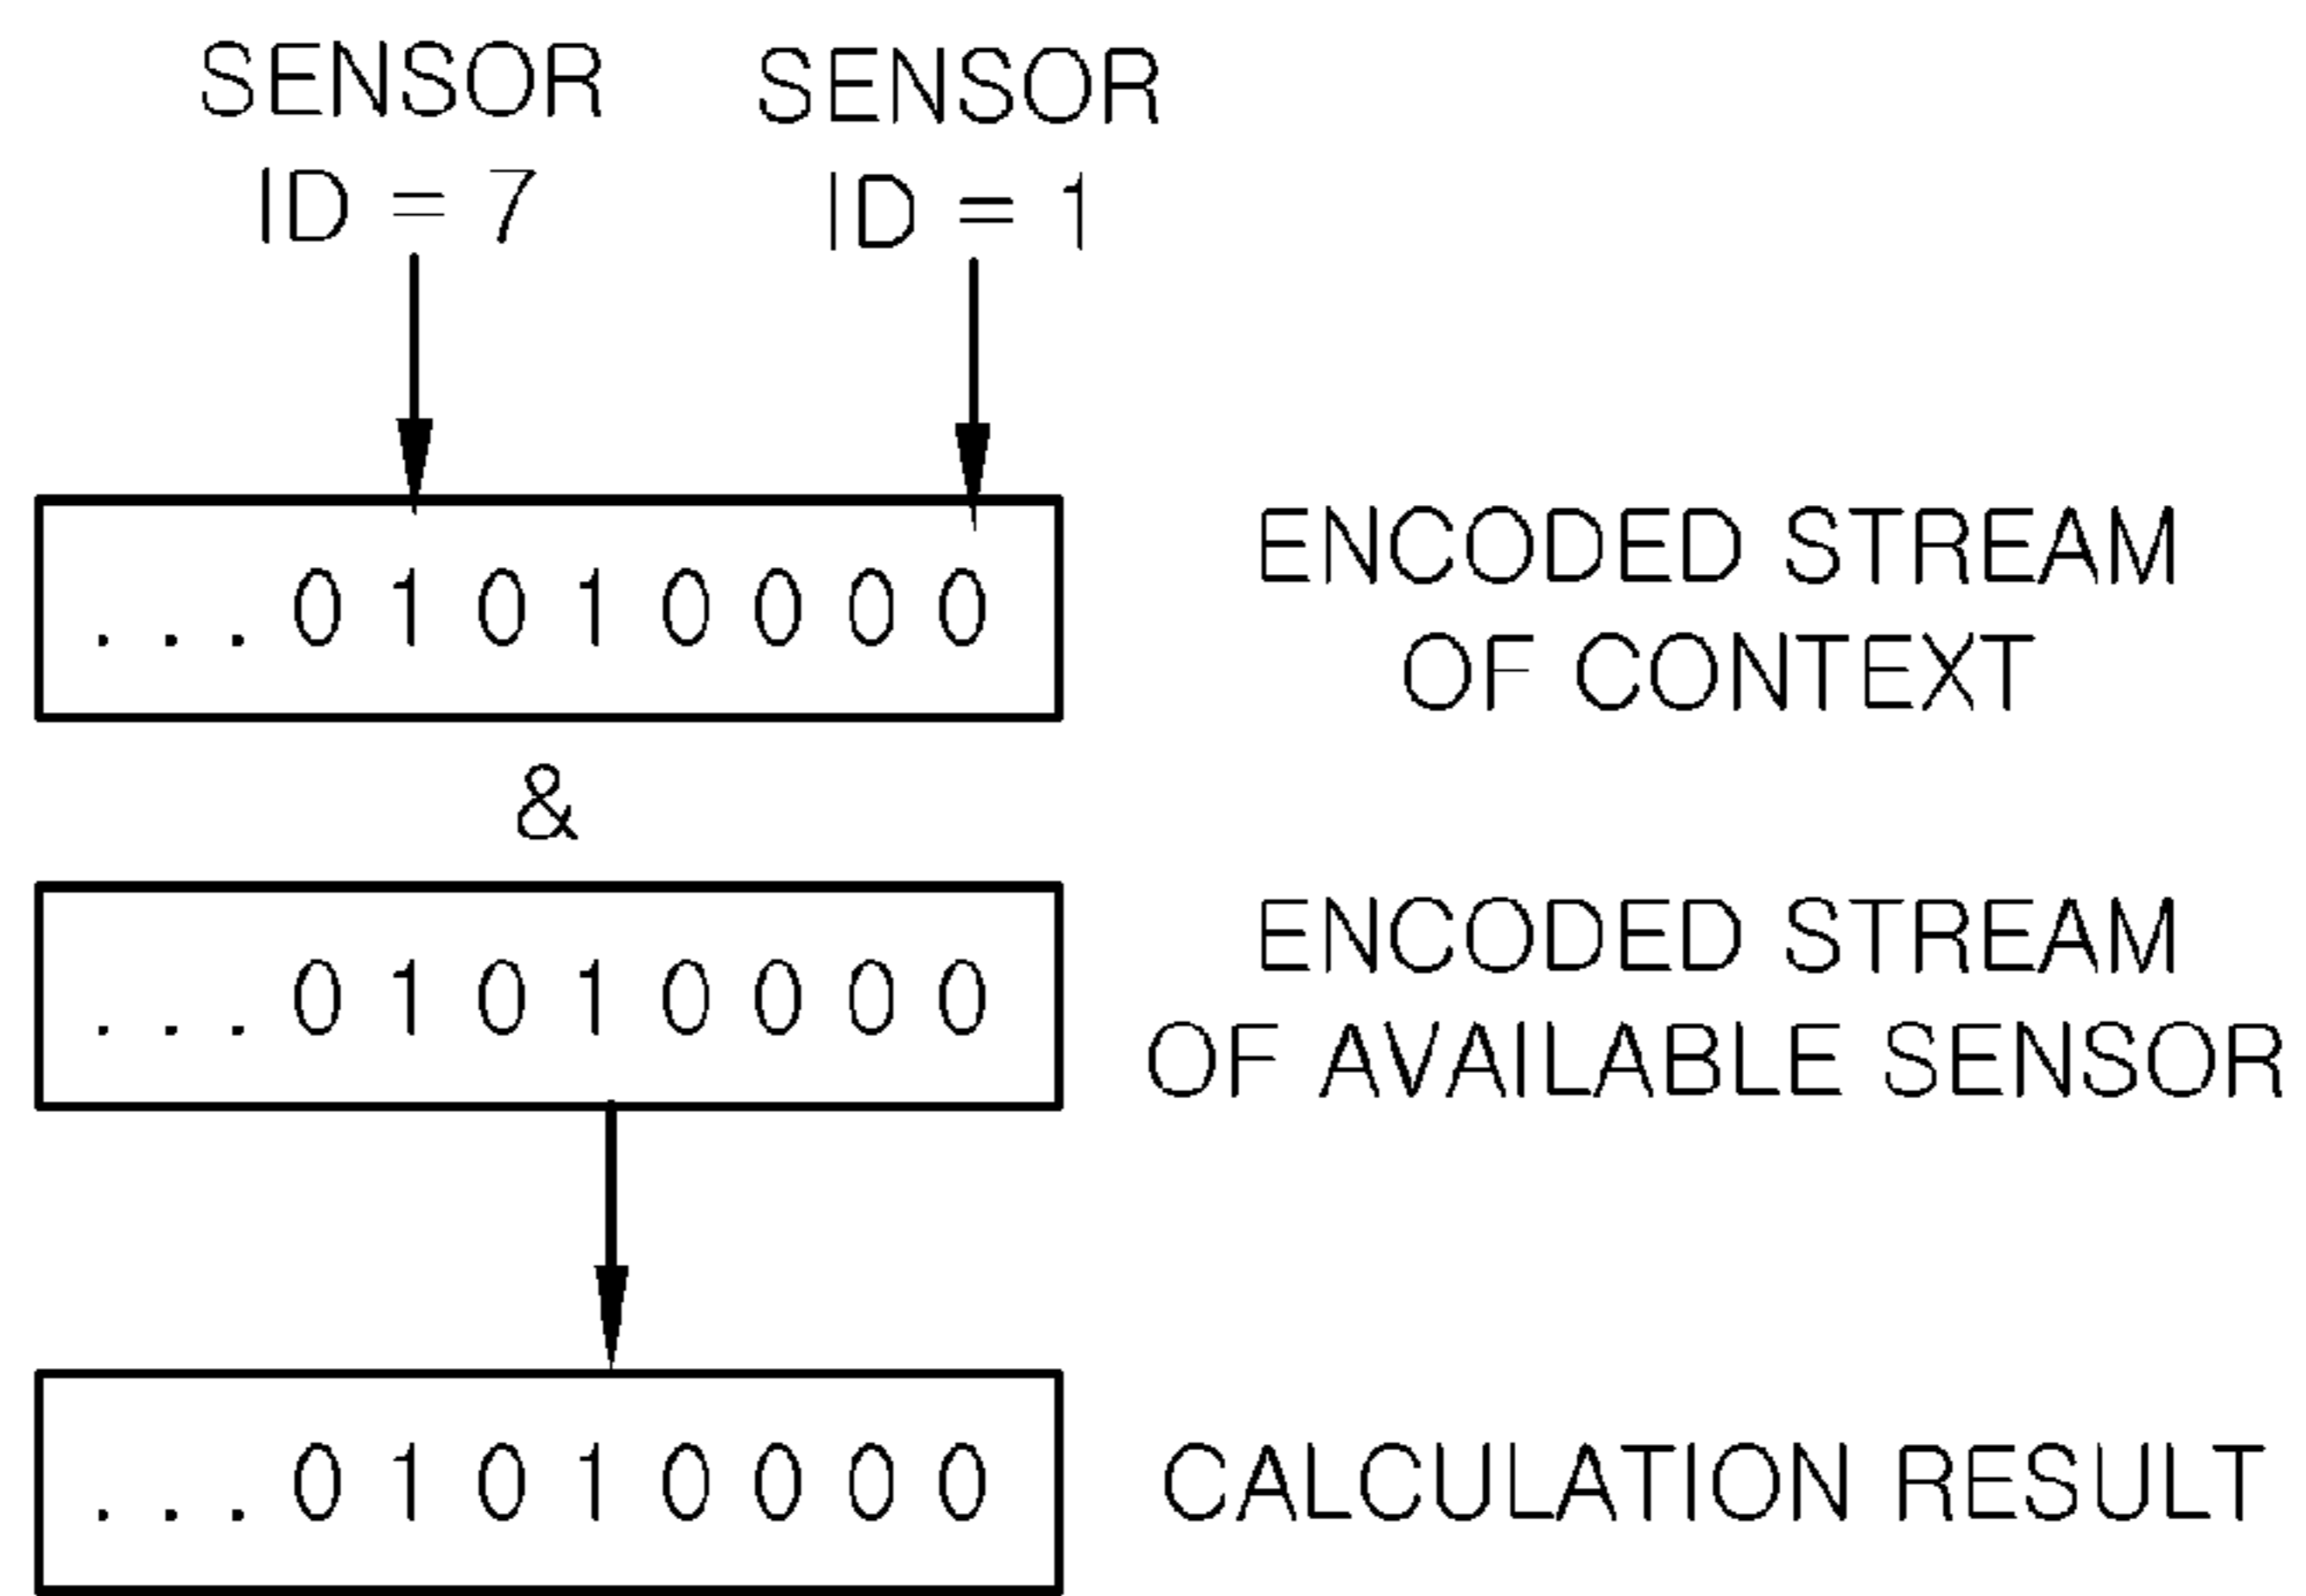 SENSOR SENSOR
ID = 7 ID = 1
...01010000
ENCODED STREAM
OF CONTEXT
&
...01010000
ENCODED STREAM
OF AVAILABLE SENSOR
...01010000
CALCULATION RESULT